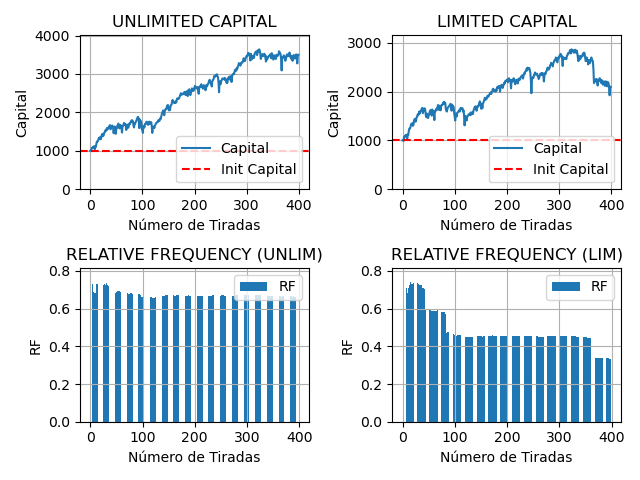 UNLIMITED CAPITAL
4000
3000
2000
1000
0
Capital
Capital
Init Capital
0 100 200 300 400
Número de Tiradas
LIMITED CAPITAL
3000
2000
1000
0
Capital
Capital
Init Capital
0 100 200 300 400
Número de Tiradas
RELATIVE FREQUENCY (UNLIM)
0.8
0.6
0.4
0.2
0.0
RF
RF
0 100 200 300 400
Número de Tiradas
RELATIVE FREQUENCY (LIM)
0.8
0.6
0.4
0.2
0.0
RF
RF
0 100 200 300 400
Número de Tiradas